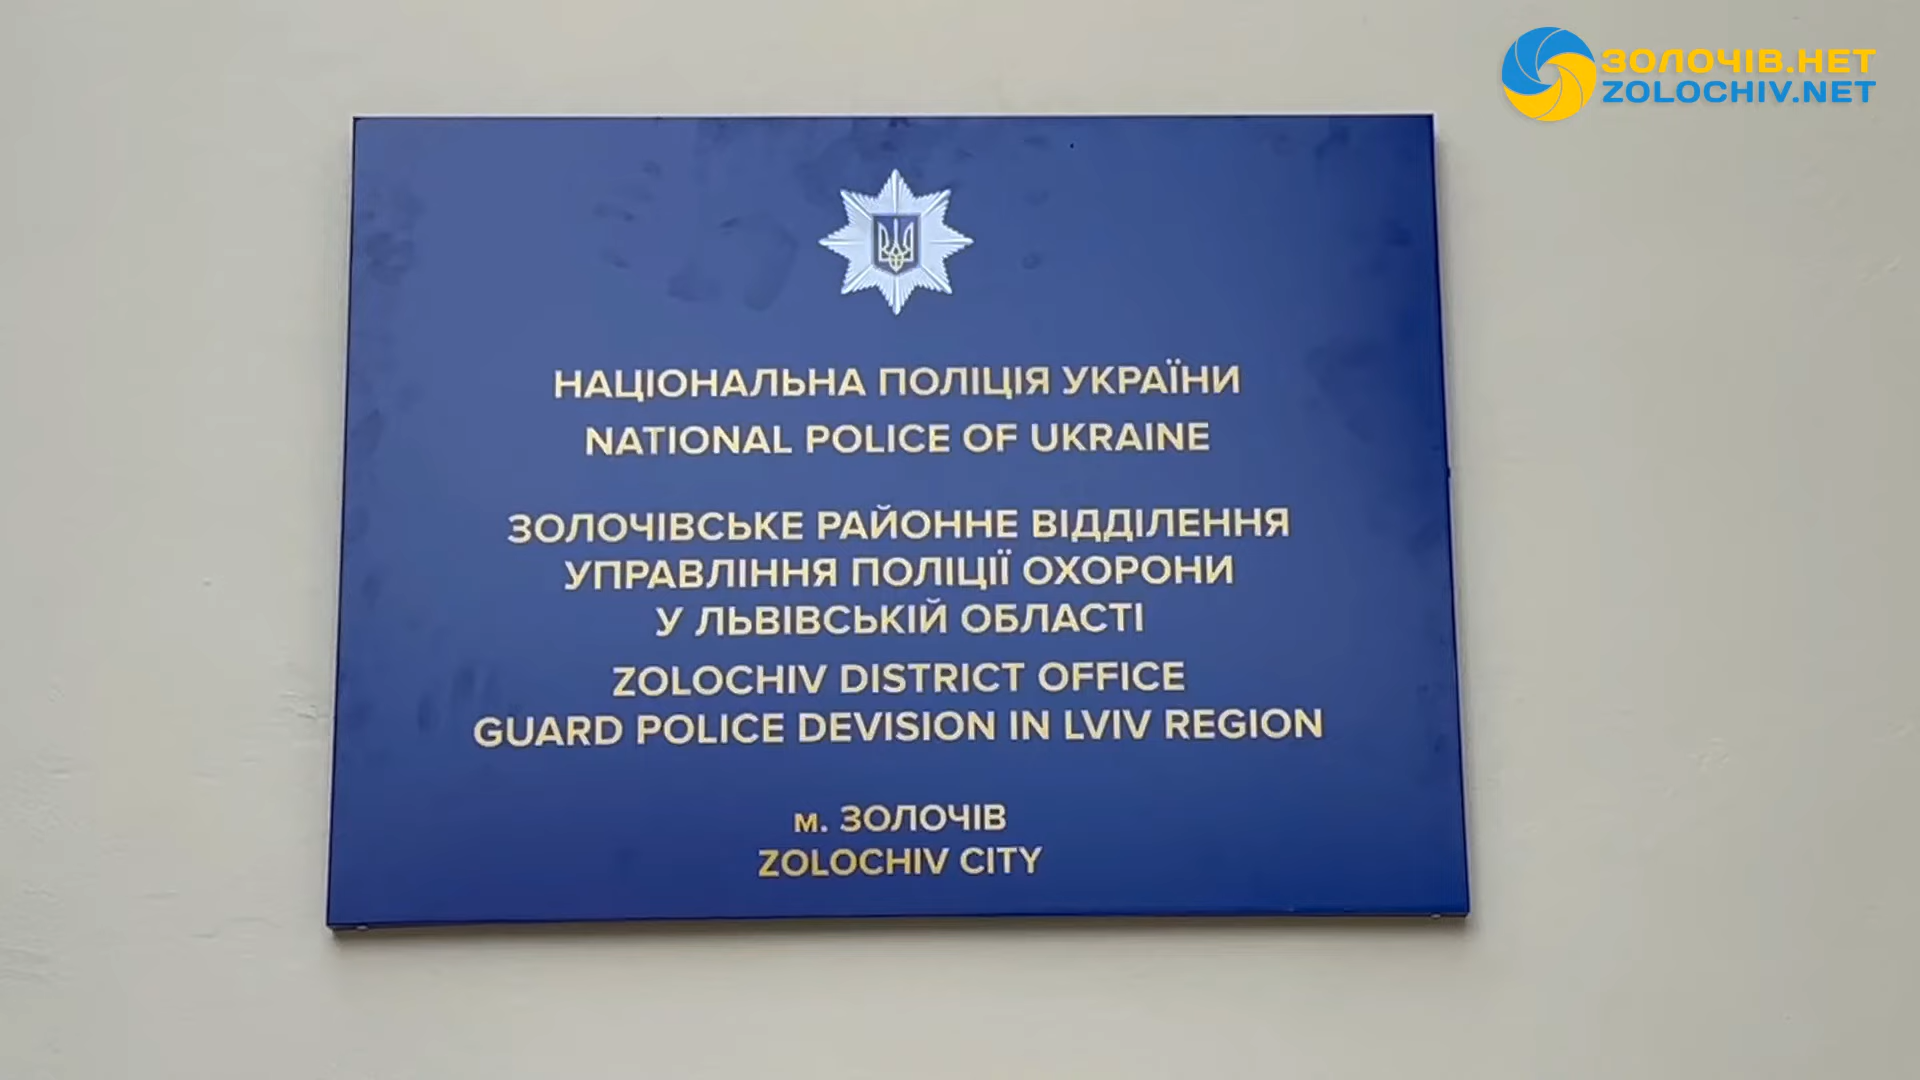 ЗОЛОЧІВ.НЕТ
ZOLOCHIV.NET
НАЦІОНАЛЬНА ПОЛІЦІЯ УКРАЇНИ
NATIONAL POLICE OF UKRAINE
ЗОЛОЧІВСЬКЕ РАЙОННЕ ВІДДІЛЕННЯ
УПРАВЛІННЯ ПОЛІЦІЇ ОХОРОНИ
У ЛЬВІВСЬКІЙ ОБЛАСТІ
ZOLOCHIV DISTRICT OFFICE
GUARD POLICE DEVISION IN LVIV REGION
м. ЗОЛОЧІВ
ZOLOCHIV CITY